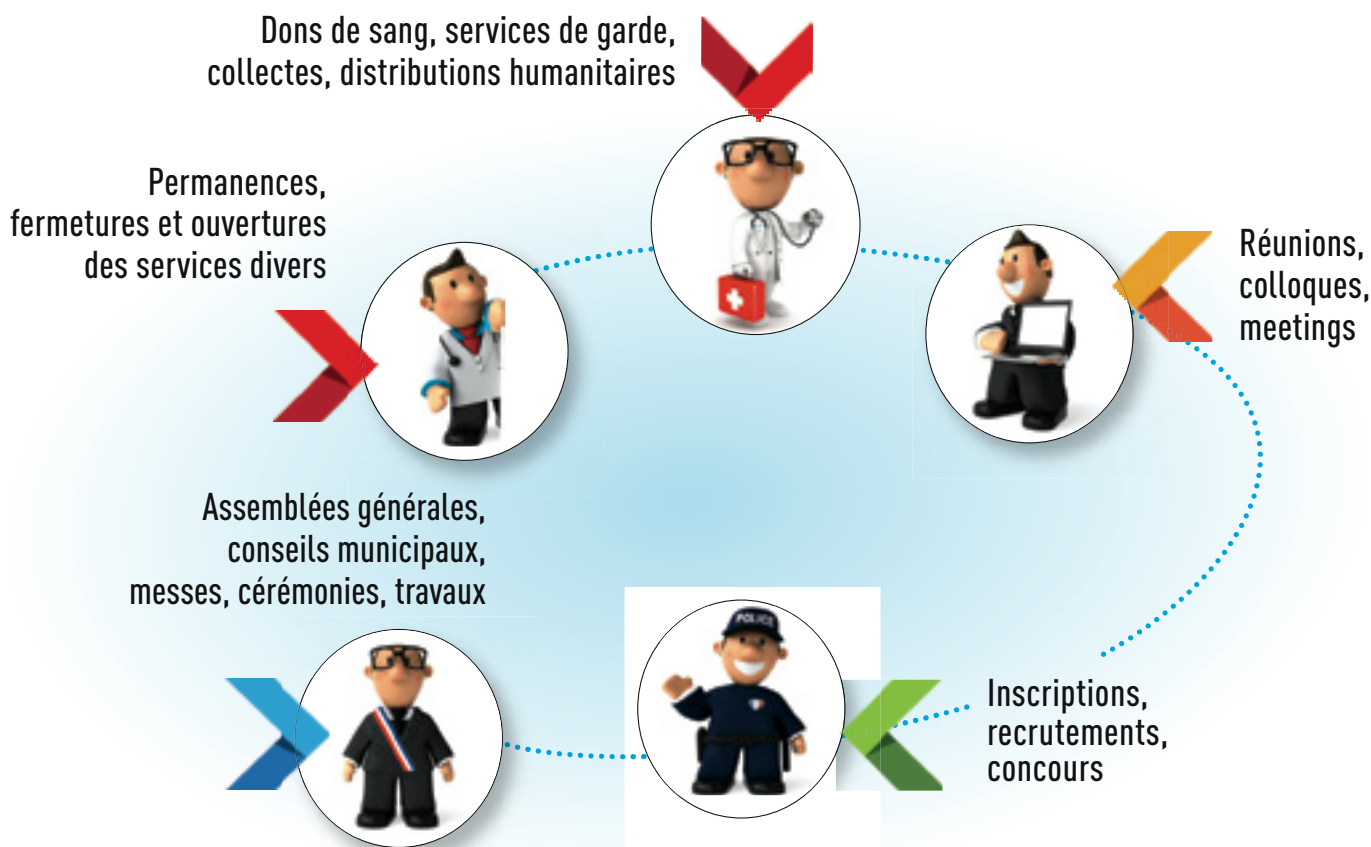 Dons de sang, services de garde,
collectes, distributions humanitaires
Permanences,
fermetures et ouvertures
des services divers
Réunions,
colloques,
meetings
Assemblées générales,
conseils municipaux,
messes, cérémonies, travaux
POLICE
Inscriptions,
recrutements,
concours